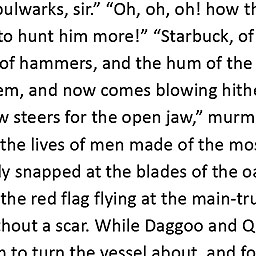 bulwarks, sir.” “Oh, oh, oh! how th
to hunt him more!” “Starbuck, of
of hammers, and the hum of the
em, and now comes blowing hithe
w steers for the open jaw,” murm
the lives of men made of the mos
ly snapped at the blades of the oa
the red flag flying at the main-tru
thout a scar. While Daggoo and Q
to turn the vessel about, and fo